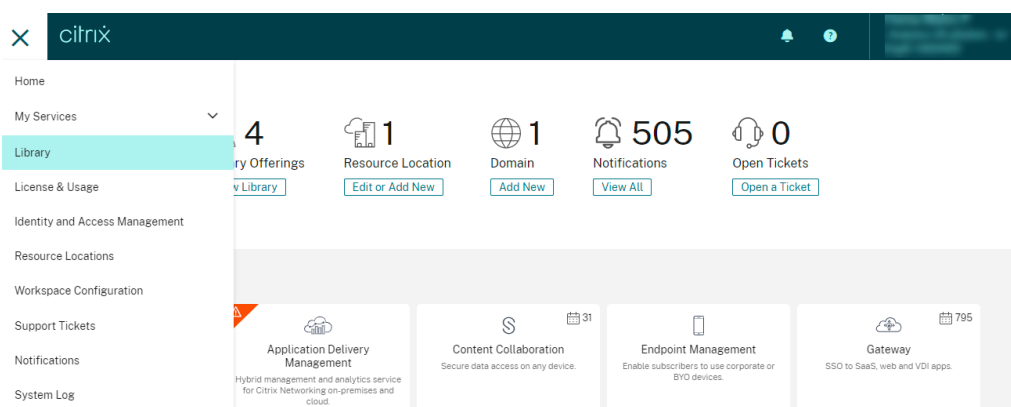 citrix
Home
My Services
Library
License & Usage
Identity and Access Management
Resource Locations
Workspace Configuration
Support Tickets
Notifications
System Log
4
ry Offerings
w Library
1
Resource Location
Edit or Add New
1
Domain
Add New
505
Notifications
View All
0
Open Tickets
Open a Ticket
Application Delivery
Management
Hybrid management and analytics service
for Citrix Networking on-premises and
cloud.
31
Content Collaboration
Secure data access on any device.
Endpoint Management
Enable subscribers to use corporate or
BYO devices.
795
Gateway
SSO to SaaS, web and VDI apps.